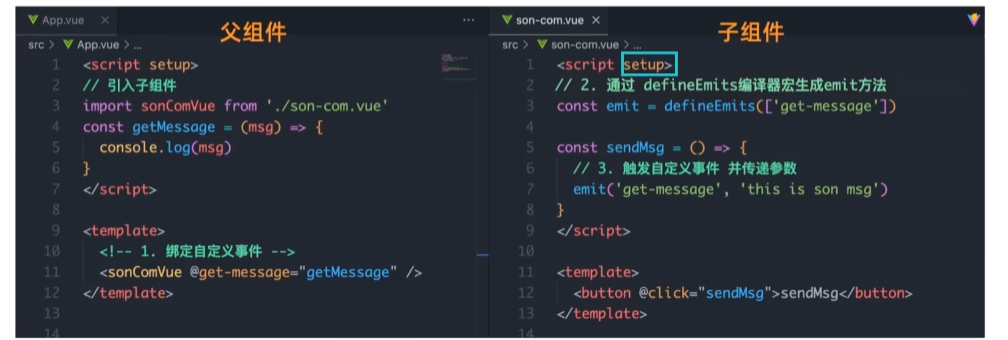 App.vue
父组件
src > App.vue > ...
1 <script setup>
2 // 引入子组件
3 import sonComVue from './son-com.vue'
4 const getMessage = (msg) => {
5 console.log(msg)
6 }
7 </script>
8
9 <template>
10 <!-- 1. 绑定自定义事件 -->
11 <sonComVue @get-message="getMessage" />
12 </template>
13
14
son-com.vue
子组件
src > son-com.vue > ...
1 <script setup>
2 // 2. 通过 defineEmits编译器宏生成emit方法
3 const emit = defineEmits(['get-message'])
4
5 const sendMsg = () => {
6 // 3. 触发自定义事件 并传递参数
7 emit('get-message', 'this is son msg')
8 }
9 </script>
10
11 <template>
12 <button @click="sendMsg">sendMsg</button>
13 </template>
14